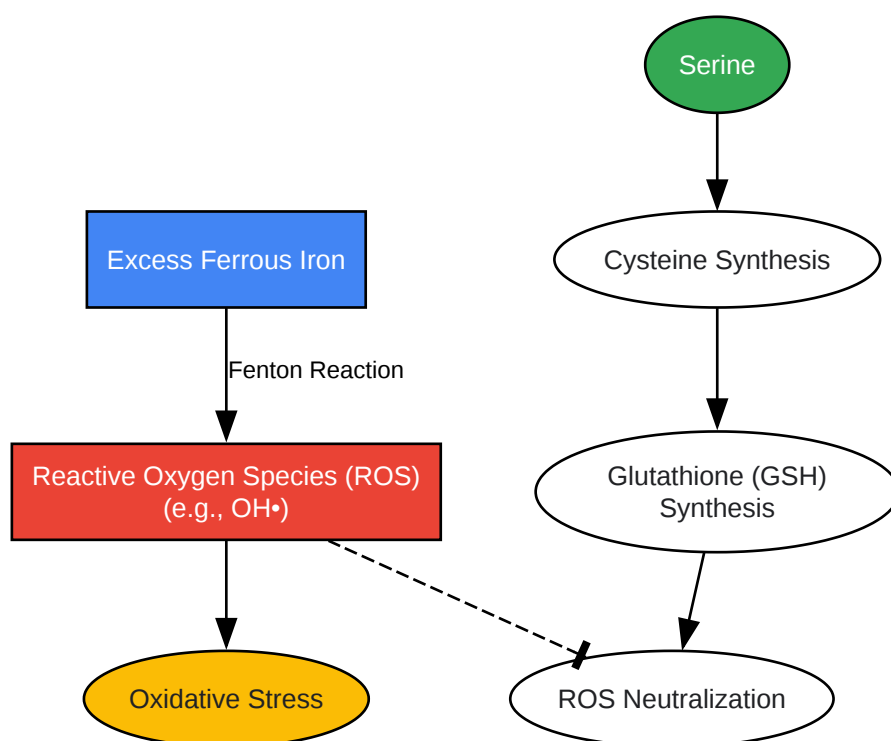 Serine
Excess Ferrous Iron
Cysteine Synthesis
Fenton Reaction
Reactive Oxygen Species (ROS)
(e.g., OH•)
Glutathione (GSH)
Synthesis
Oxidative Stress
ROS Neutralization